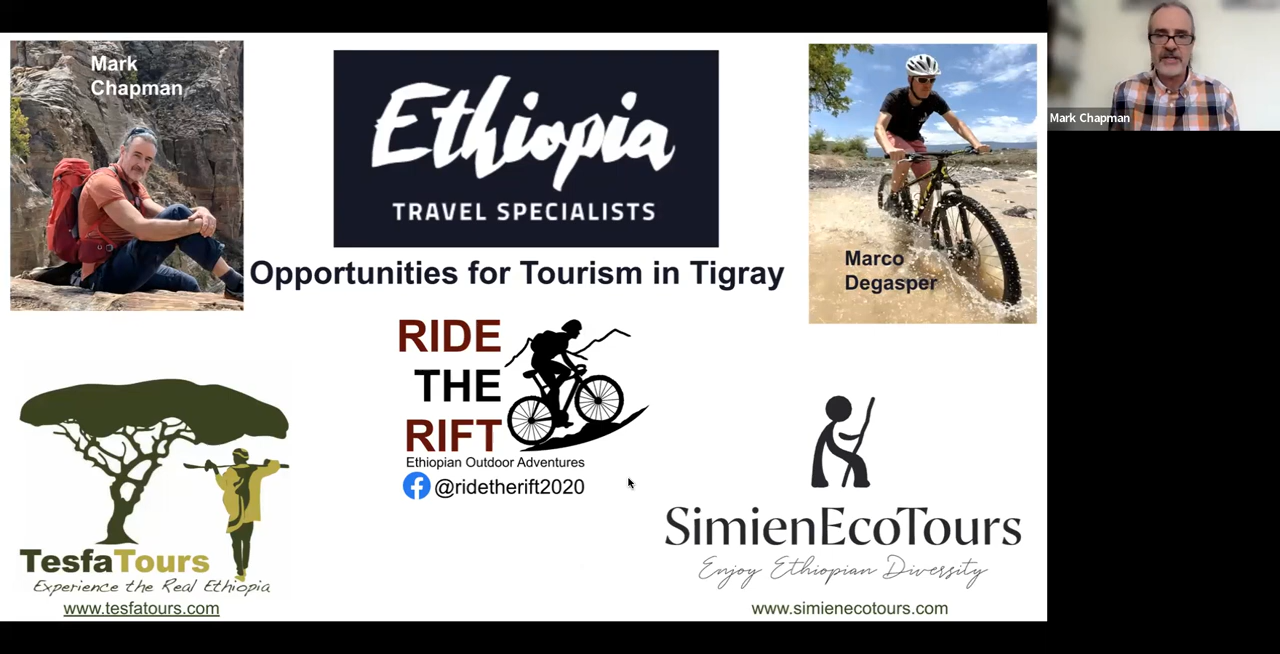 Mark
Chapman
Ethiopia
TRAVEL SPECIALISTS
Mark Chapman
Opportunities for Tourism in Tigray
Marco
Degasper
RIDE
THE
RIFT
Ethiopian Outdoor Adventures
@ridetherift2020
TesfaTours
Experience the Real Ethiopia
www.tesfatours.com
SimienEcoTours
Enjoy Ethiopian Diversity
www.simienecotours.com